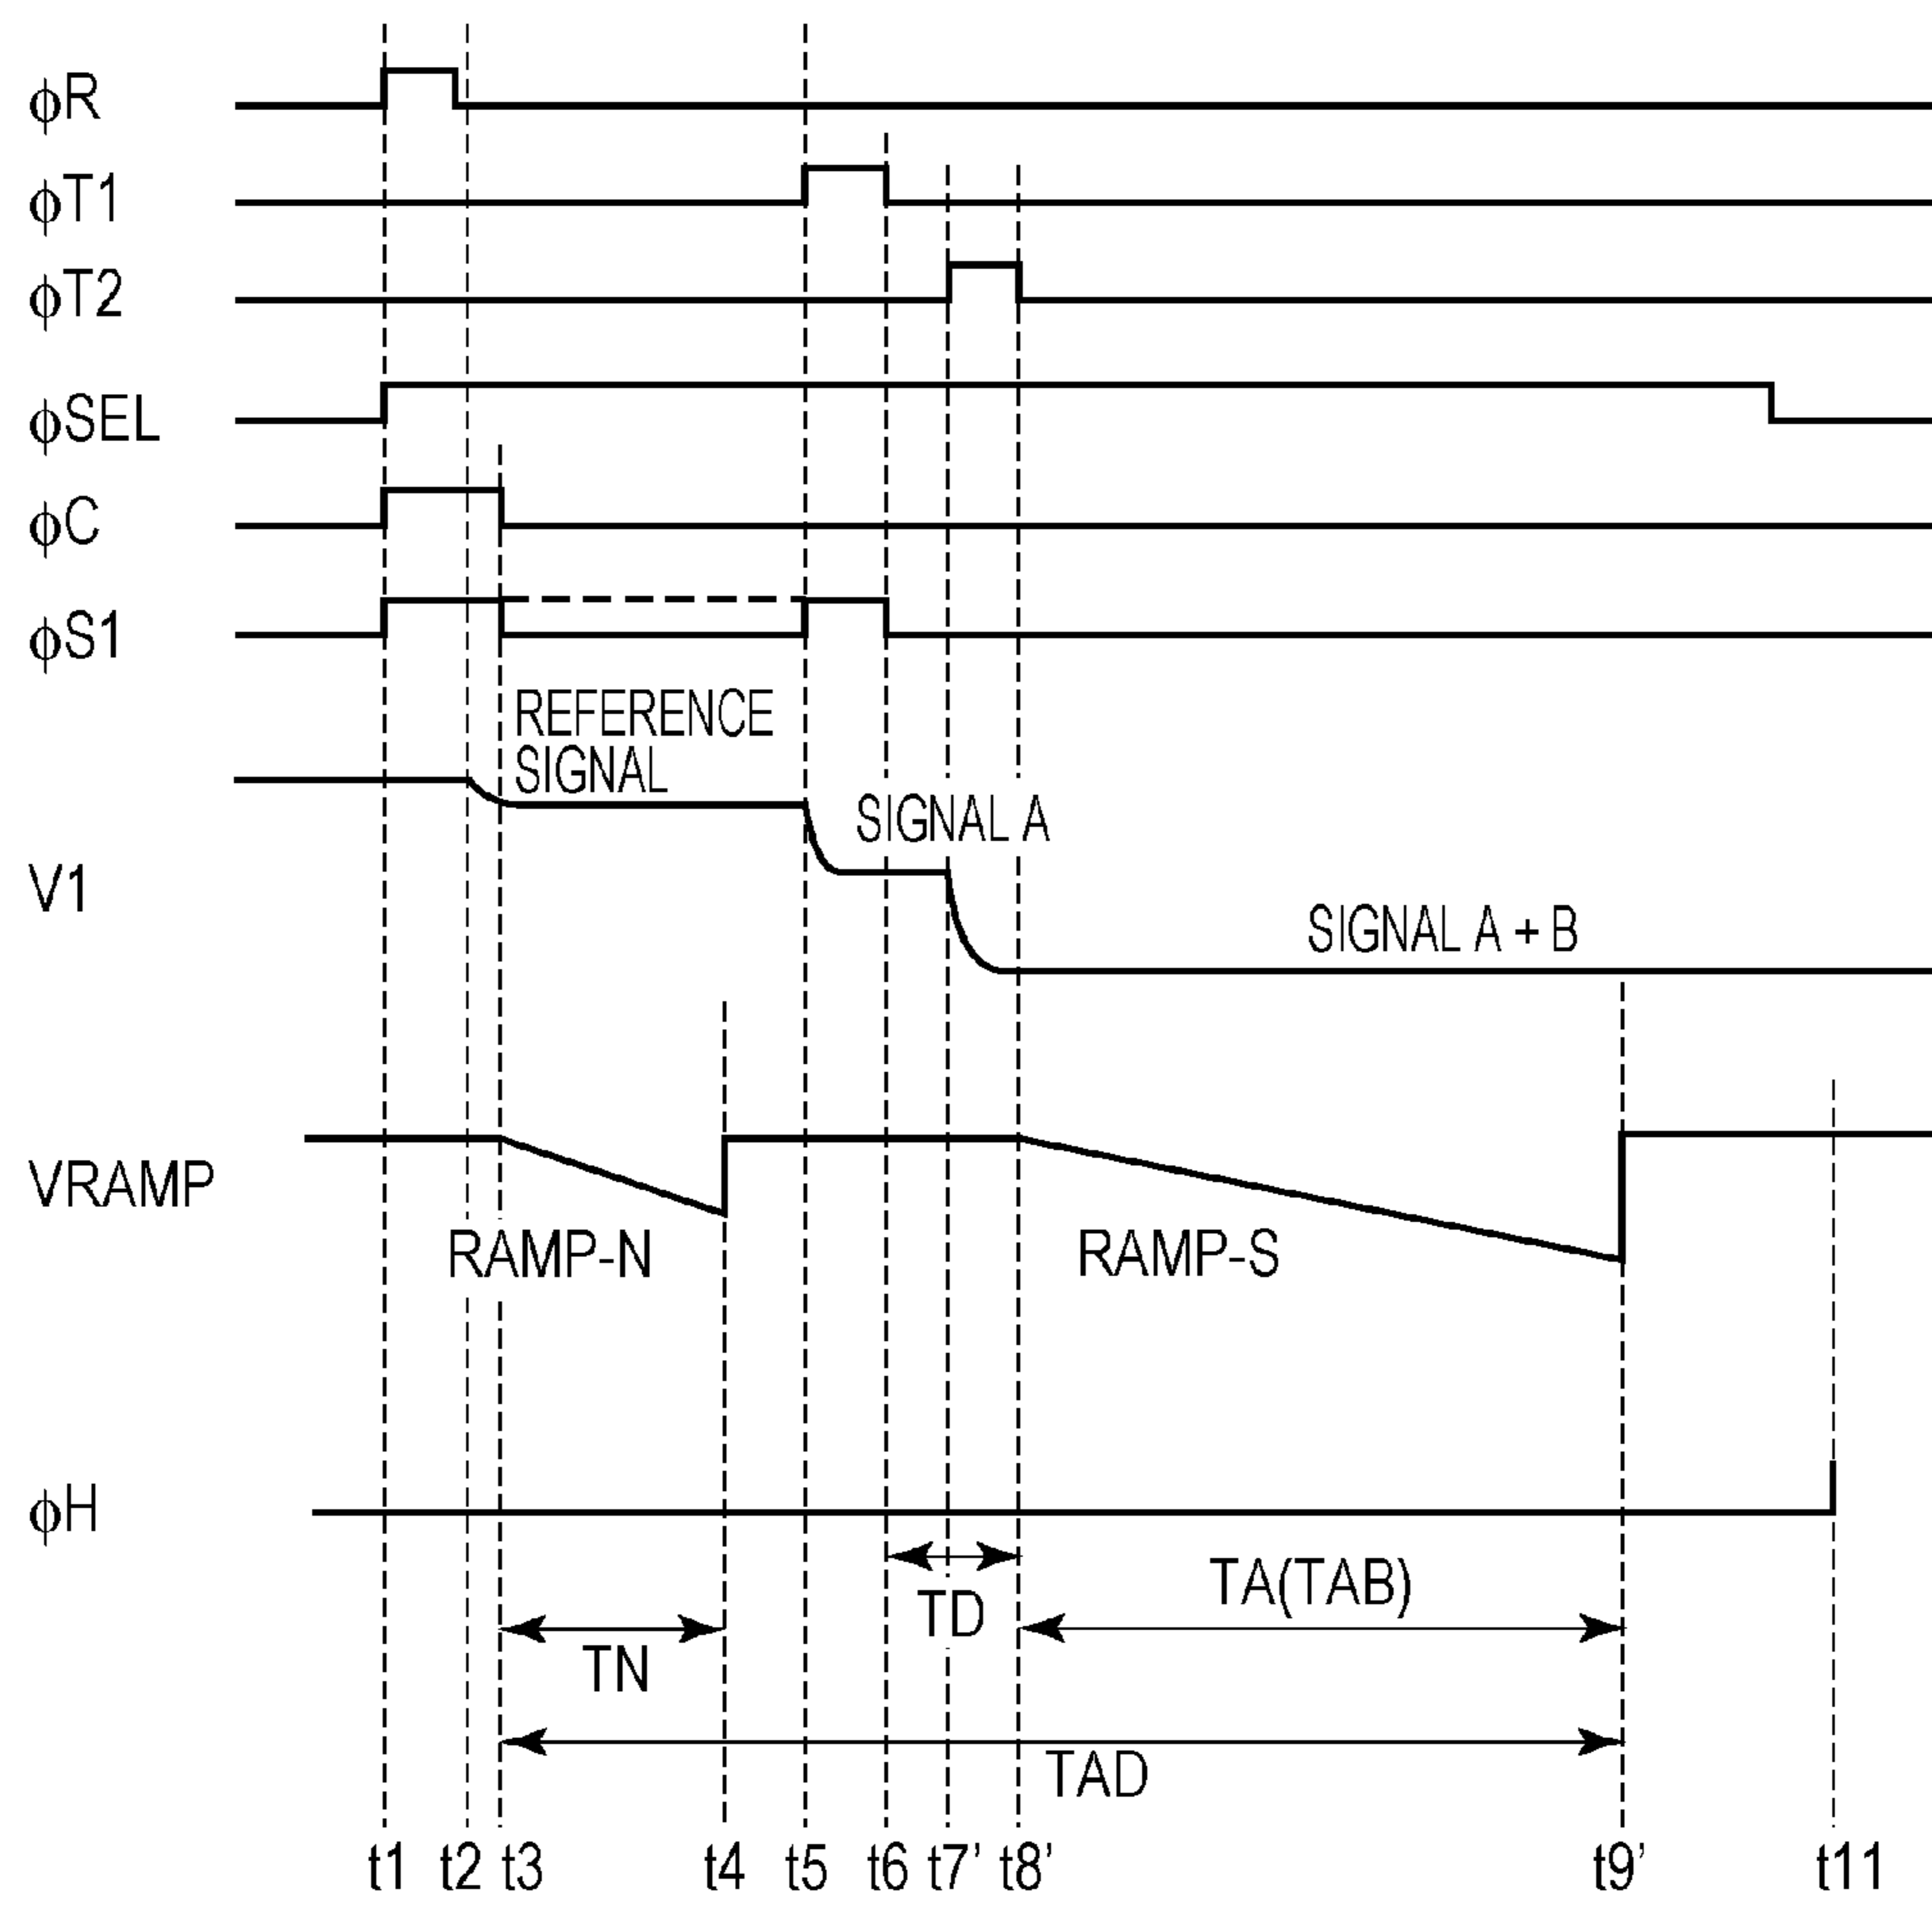 ϕR
ϕT1
ϕT2
ϕSEL
ϕC
ϕS1
REFERENCE
SIGNAL
SIGNAL A
V1
SIGNAL A + B
VRAMP
RAMP-N
RAMP-S
ϕH
TA(TAB)
TD
TN
TAD
t1 t2 t3 t4 t5 t6 t7’ t8’ t9’ t11